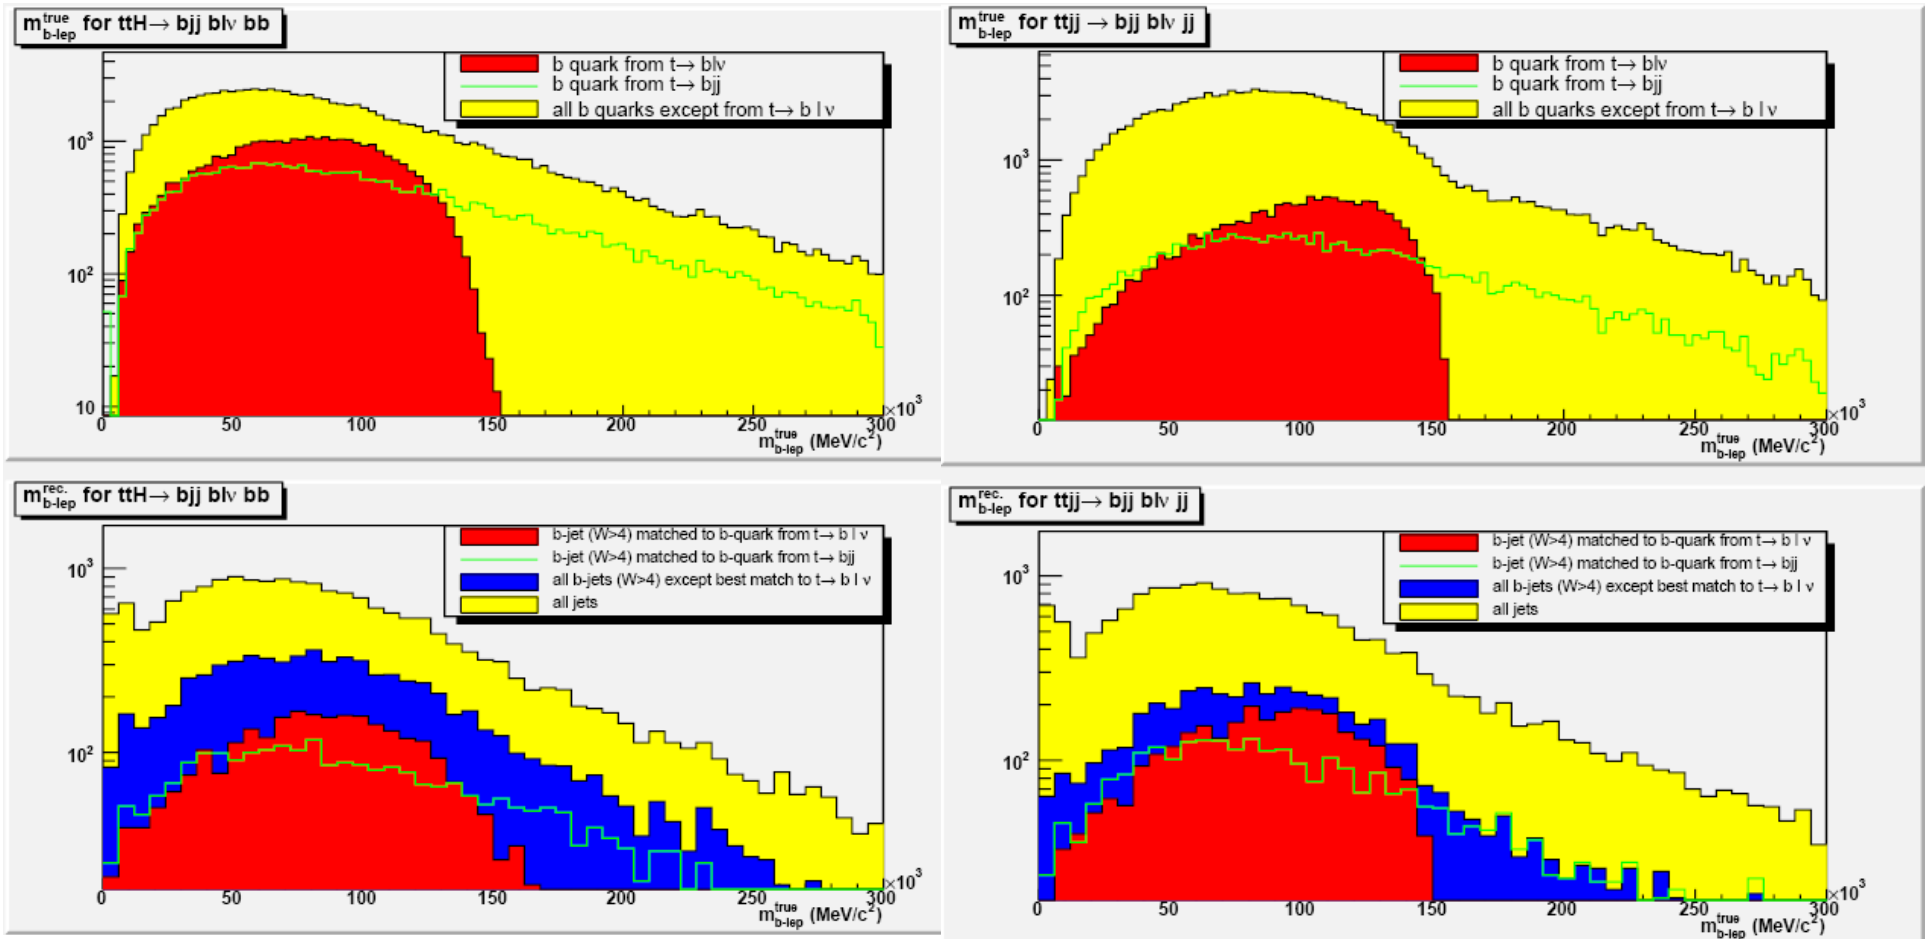 m^true_b-lep for ttH→ bjj blν bb
b quark from t→ blν
b quark from t→ bjj
all b quarks except from t→ b l ν
10^3
10^2
10
0 50 100 150 200 250 300
×10^3
m^true_b-lep (MeV/c^2)
m^true_b-lep for ttjj → bjj blν jj
b quark from t→ blν
b quark from t→ bjj
all b quarks except from t→ b l ν
10^3
10^2
0 50 100 150 200 250 300
×10^3
m^true_b-lep (MeV/c^2)
m^rec._b-lep for ttH→ bjj blν bb
b-jet (W>4) matched to b-quark from t→ b l ν
b-jet (W>4) matched to b-quark from t→ bjj
all b-jets (W>4) except best match to t→ b l ν
all jets
10^3
10^2
0 50 100 150 200 250 300
×10^3
m^true_b-lep (MeV/c^2)
m^rec._b-lep for ttjj→ bjj blν jj
b-jet (W>4) matched to b-quark from t→ b l ν
b-jet (W>4) matched to b-quark from t→ bjj
all b-jets (W>4) except best match to t→ b l ν
all jets
10^3
10^2
0 50 100 150 200 250 300
×10^3
m^true_b-lep (MeV/c^2)